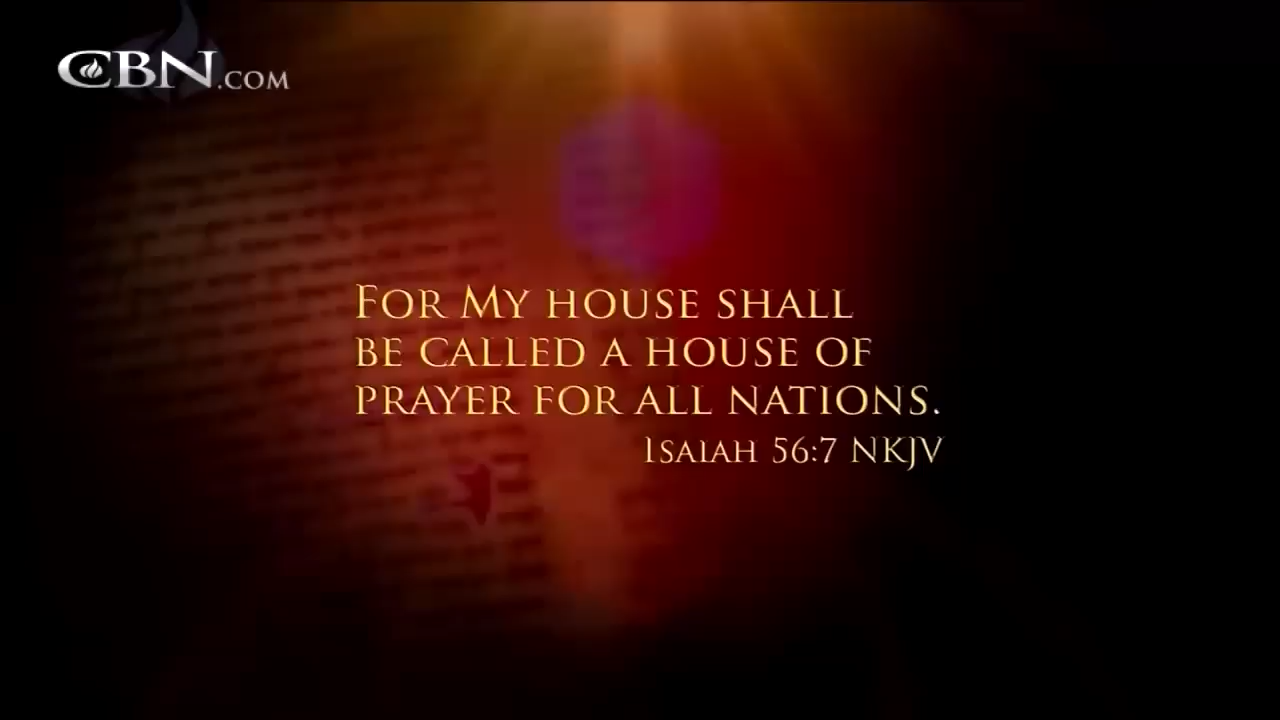 CBN.COM
FOR MY HOUSE SHALL
BE CALLED A HOUSE OF
PRAYER FOR ALL NATIONS.
ISAIAH 56:7 NKJV